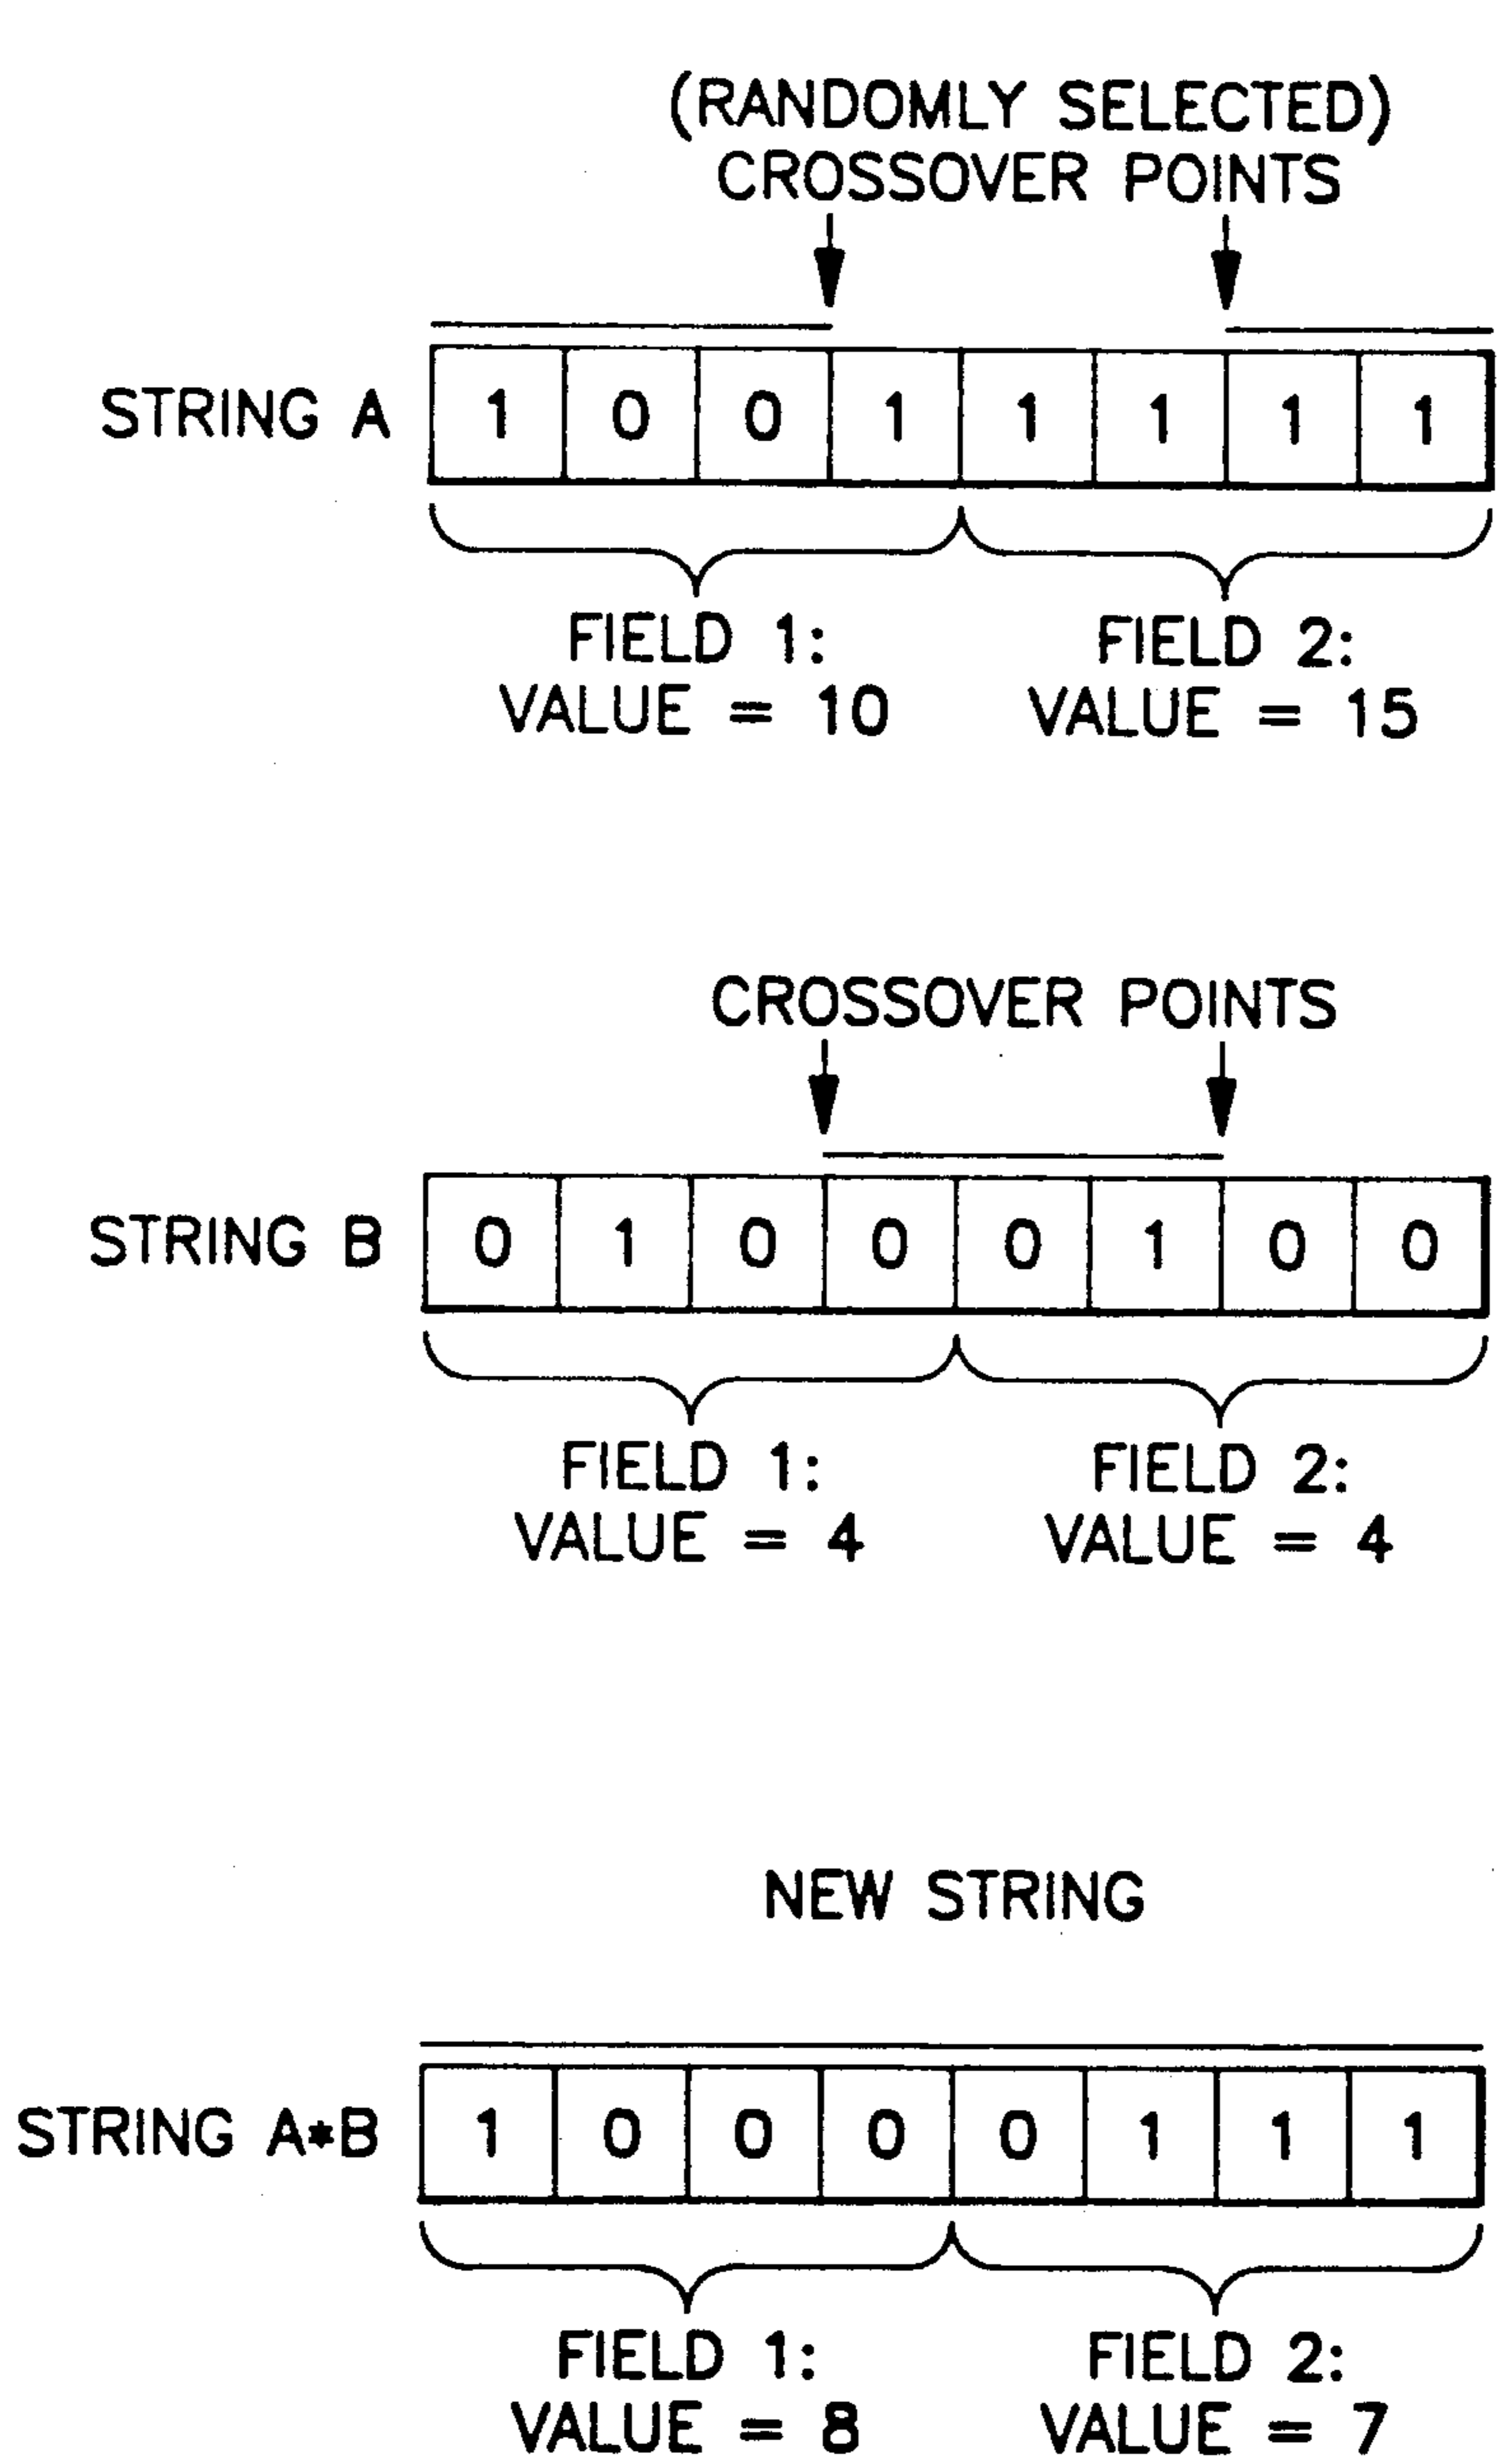 (RANDOMLY SELECTED)
CROSSOVER POINTS
STRING A 1 0 0 1 1 1 1 1
FIELD 1: FIELD 2:
VALUE = 10 VALUE = 15
CROSSOVER POINTS
STRING B 0 1 0 0 0 1 0 0
FIELD 1: FIELD 2:
VALUE = 4 VALUE = 4
NEW STRING
STRING A*B 1 0 0 0 0 1 1 1
FIELD 1: FIELD 2:
VALUE = 8 VALUE = 7